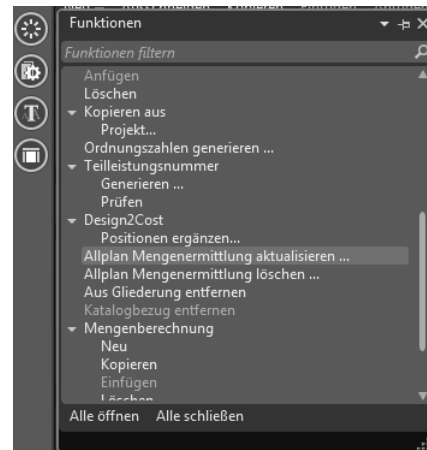 Funktionen
Funktionen filtern
Anfügen
Löschen
Kopieren aus
Projekt...
Ordnungszahlen generieren ...
Teilleistungsnummer
Generieren ...
Prüfen
Design2Cost
Positionen ergänzen...
Allplan Mengenermittlung aktualisieren ...
Allplan Mengenermittlung löschen ...
Aus Gliederung entfernen
Katalogbezug entfernen
Mengenberechnung
Neu
Kopieren
Einfügen
Löschen
Alle öffnen Alle schließen